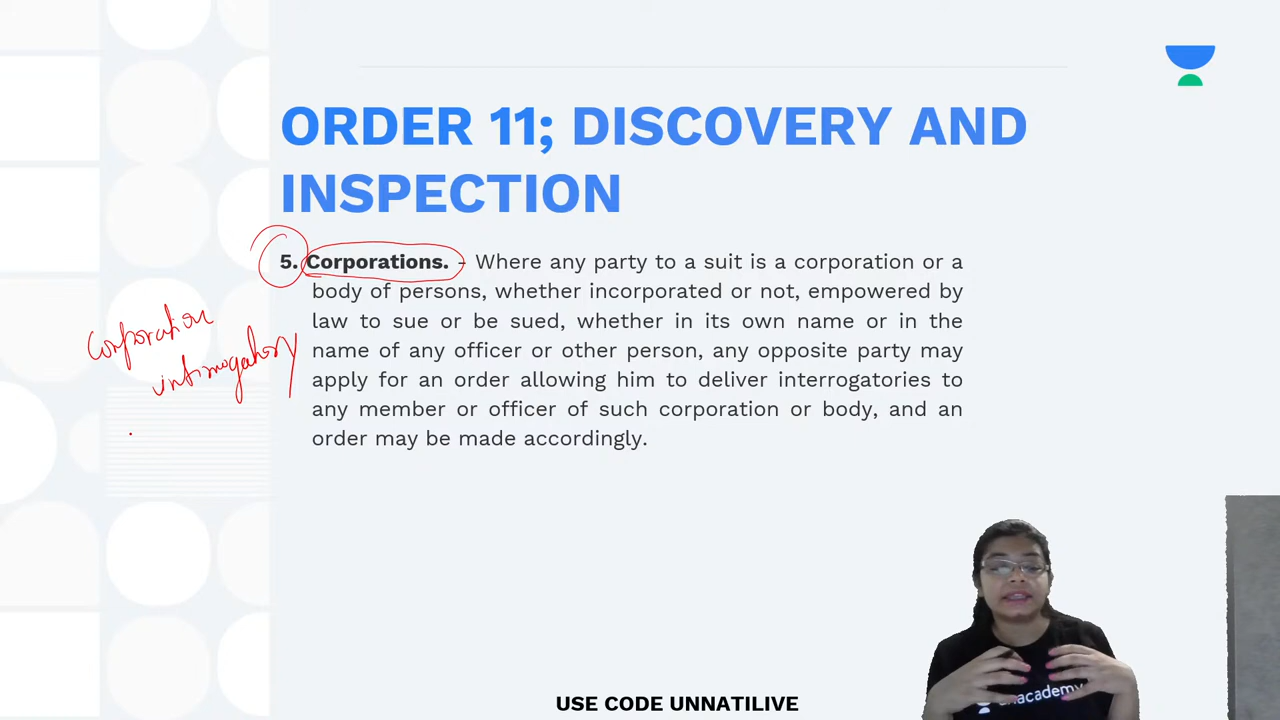 ORDER 11; DISCOVERY AND
INSPECTION
5. Corporations. - Where any party to a suit is a corporation or a
body of persons, whether incorporated or not, empowered by
law to sue or be sued, whether in its own name or in the
name of any officer or other person, any opposite party may
apply for an order allowing him to deliver interrogatories to
any member or officer of such corporation or body, and an
order may be made accordingly.
Corporation
unacademy
USE CODE UNNATILIVE